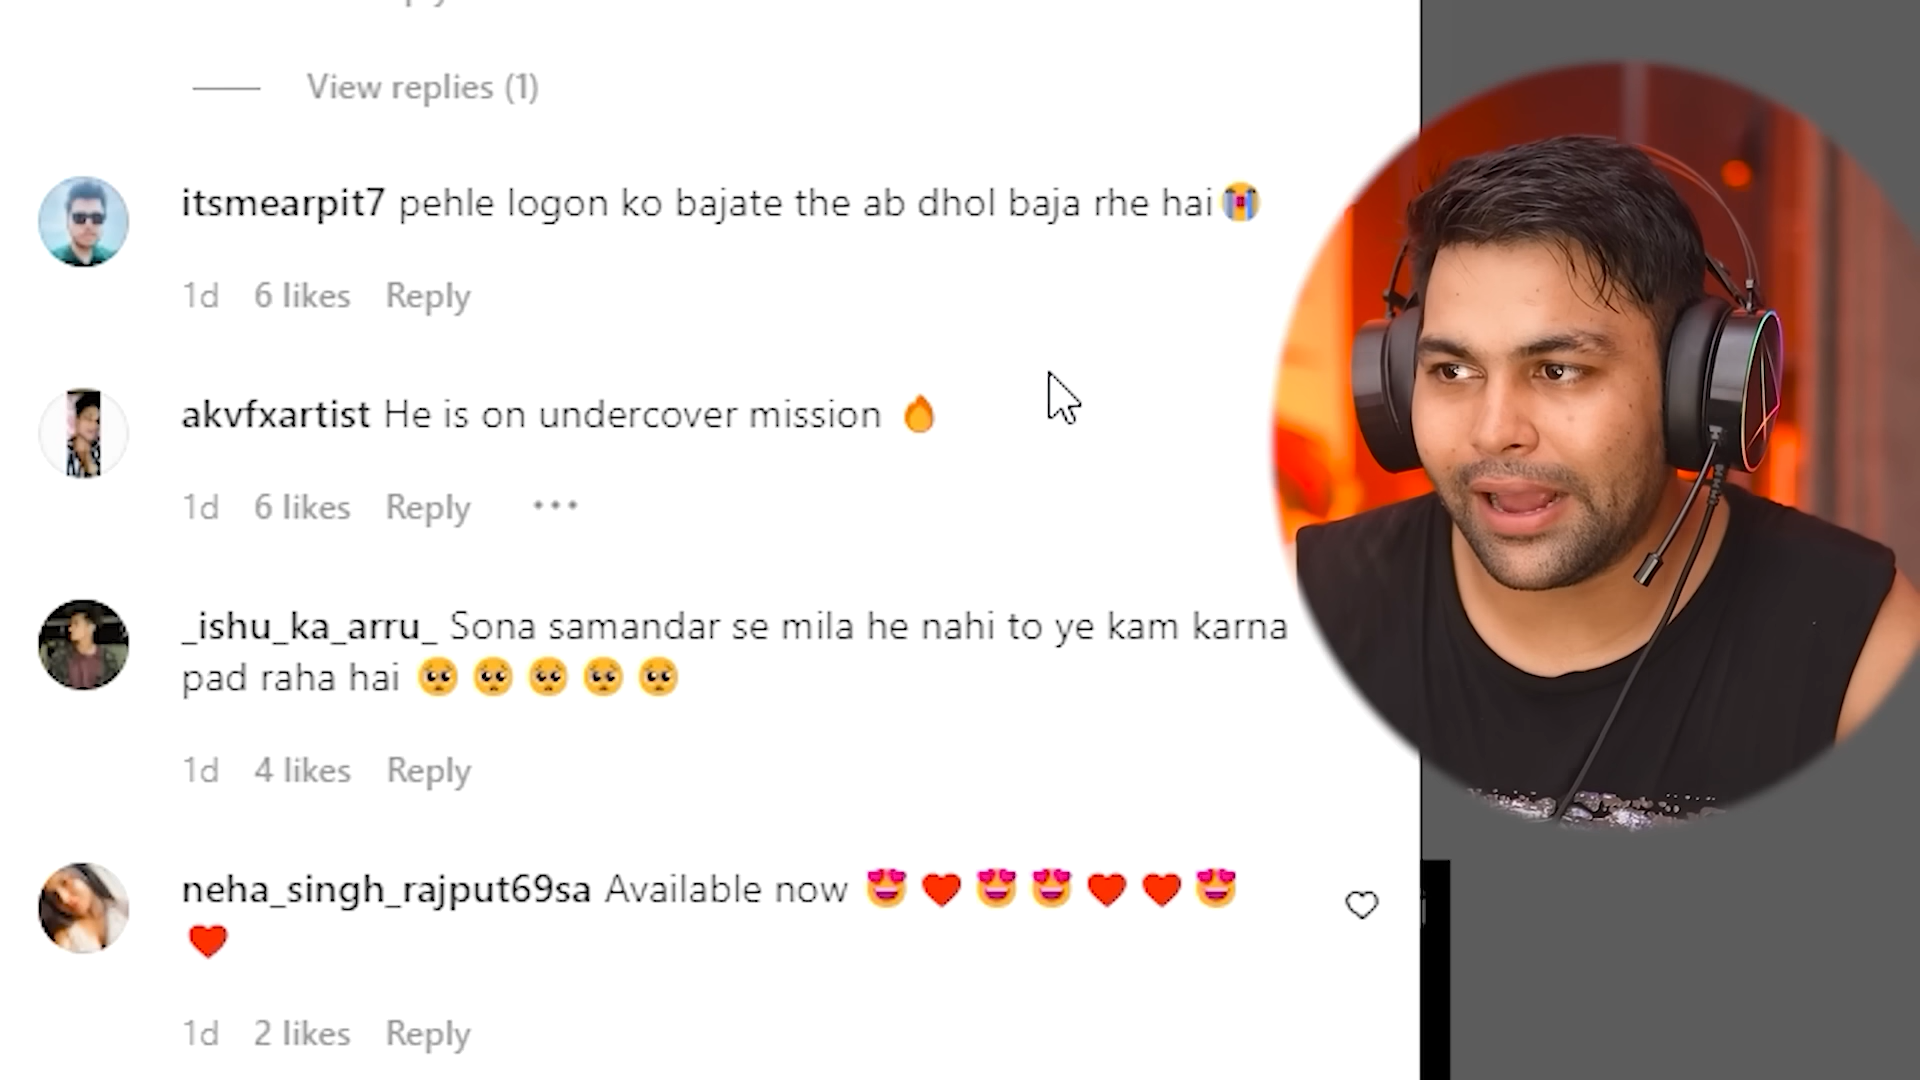 View replies (1)
itsmearpit7 pehle logon ko bajate the ab dhol baja rhe hai😭
1d 6 likes Reply
akvfxartist He is on undercover mission 🔥
1d 6 likes Reply •••
_ishu_ka_arru_ Sona samandar se mila he nahi to ye kam karna
pad raha hai 🥺🥺🥺🥺🥺
1d 4 likes Reply
neha_singh_rajput69sa Available now 😍❤️😍😍❤️❤️😍
❤️
1d 2 likes Reply